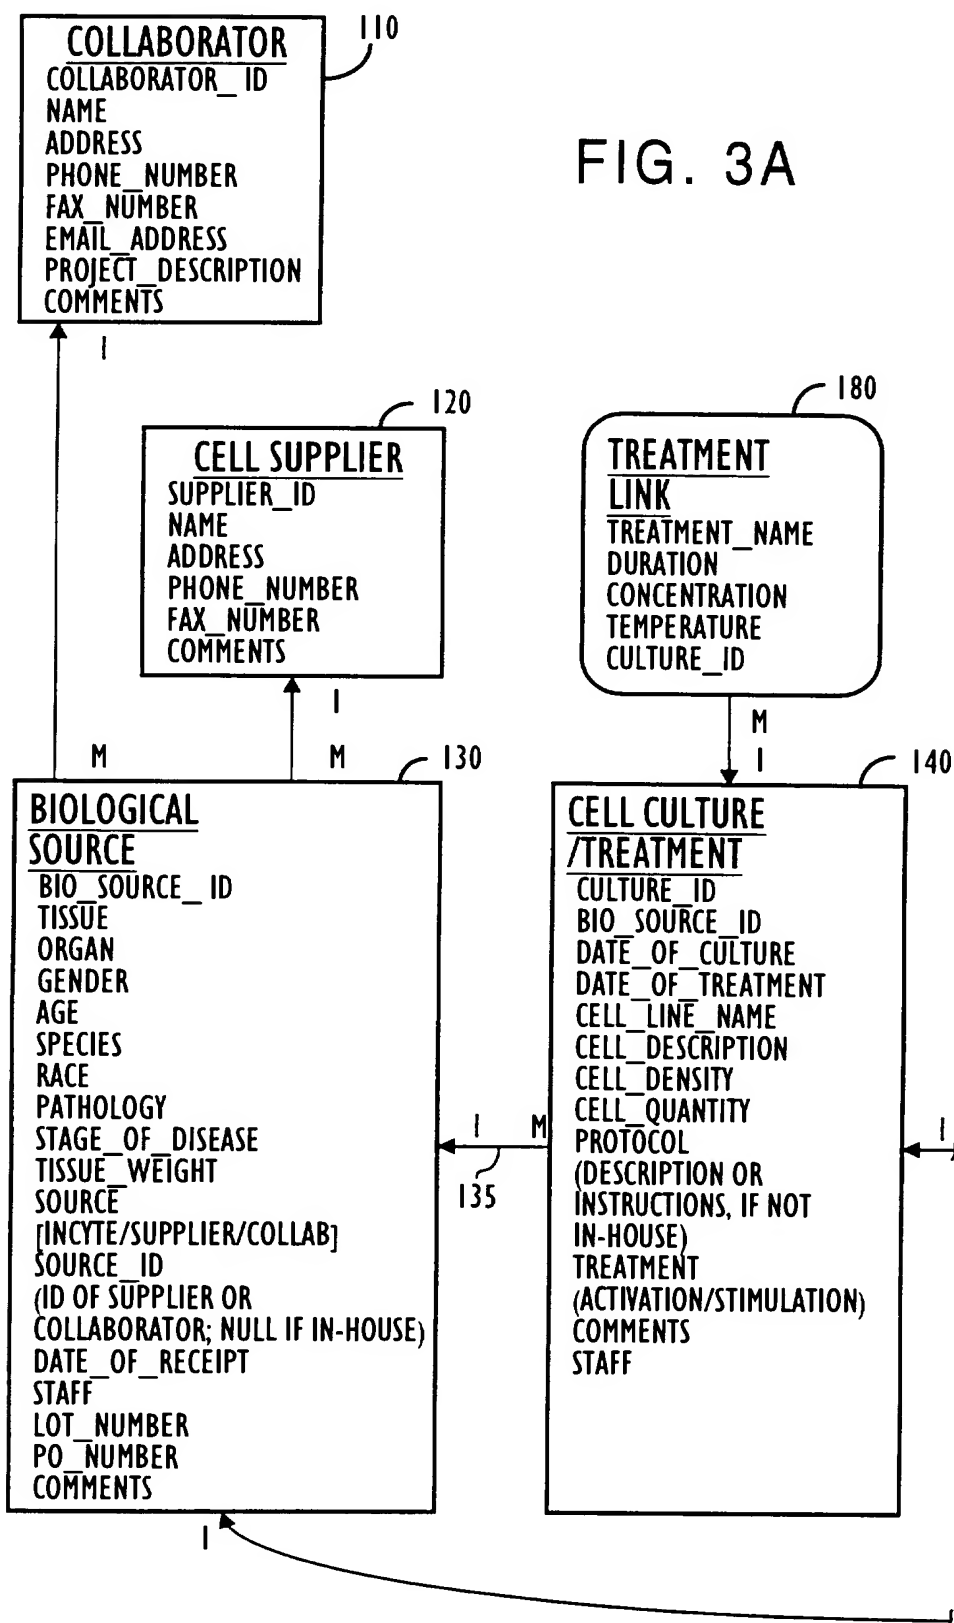 110
COLLABORATOR
COLLABORATOR_ID
NAME
ADDRESS
PHONE_NUMBER
FAX_NUMBER
EMAIL_ADDRESS
PROJECT_DESCRIPTION
COMMENTS
1
FIG. 3A
120
CELL SUPPLIER
SUPPLIER_ID
NAME
ADDRESS
PHONE_NUMBER
FAX_NUMBER
COMMENTS
1
180
TREATMENT
LINK
TREATMENT_NAME
DURATION
CONCENTRATION
TEMPERATURE
CULTURE_ID
M
1
M
M
130
BIOLOGICAL
SOURCE
BIO_SOURCE_ID
TISSUE
ORGAN
GENDER
AGE
SPECIES
RACE
PATHOLOGY
STAGE_OF_DISEASE
TISSUE_WEIGHT
SOURCE
[INCYTE/SUPPLIER/COLLAB]
SOURCE_ID
(ID OF SUPPLIER OR
COLLABORATOR; NULL IF IN-HOUSE)
DATE_OF_RECEIPT
STAFF
LOT_NUMBER
PO_NUMBER
COMMENTS
1
1 M
135
140
CELL CULTURE
/TREATMENT
CULTURE_ID
BIO_SOURCE_ID
DATE_OF_CULTURE
DATE_OF_TREATMENT
CELL_LINE_NAME
CELL_DESCRIPTION
CELL_DENSITY
CELL_QUANTITY
PROTOCOL
(DESCRIPTION OR
INSTRUCTIONS, IF NOT
IN-HOUSE)
TREATMENT
(ACTIVATION/STIMULATION)
COMMENTS
STAFF
1